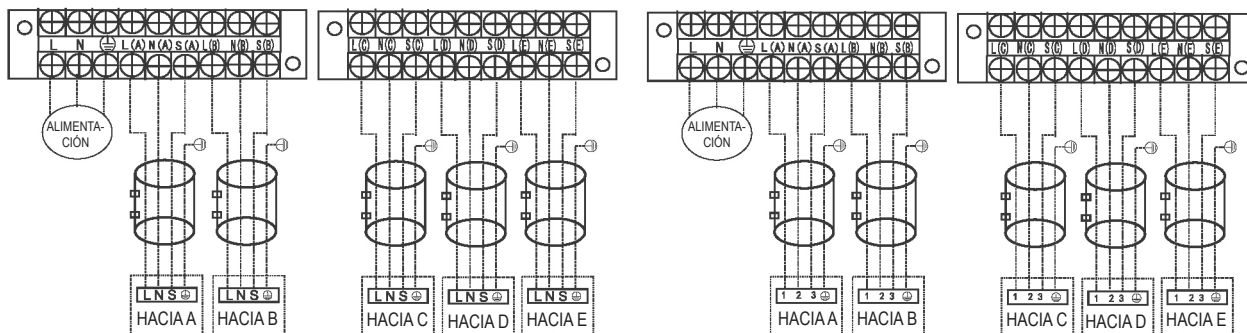 L N ⏚ L(A) N(A) S(A) L(B) N(B) S(B)
ALIMENTA-
CIÓN
L N S ⏚
HACIA A
L N S ⏚
HACIA B
L(C) N(C) S(C) L(D) N(D) S(D) L(E) N(E) S(E)
L N S ⏚
HACIA C
L N S ⏚
HACIA D
L N S ⏚
HACIA E
L N ⏚ L(A) N(A) S(A) L(B) N(B) S(B)
ALIMENTA-
CIÓN
1 2 3 ⏚
HACIA A
1 2 3 ⏚
HACIA B
L(C) N(C) S(C) L(D) N(D) S(D) L(E) N(E) S(E)
1 2 3 ⏚
HACIA C
1 2 3 ⏚
HACIA D
1 2 3 ⏚
HACIA E